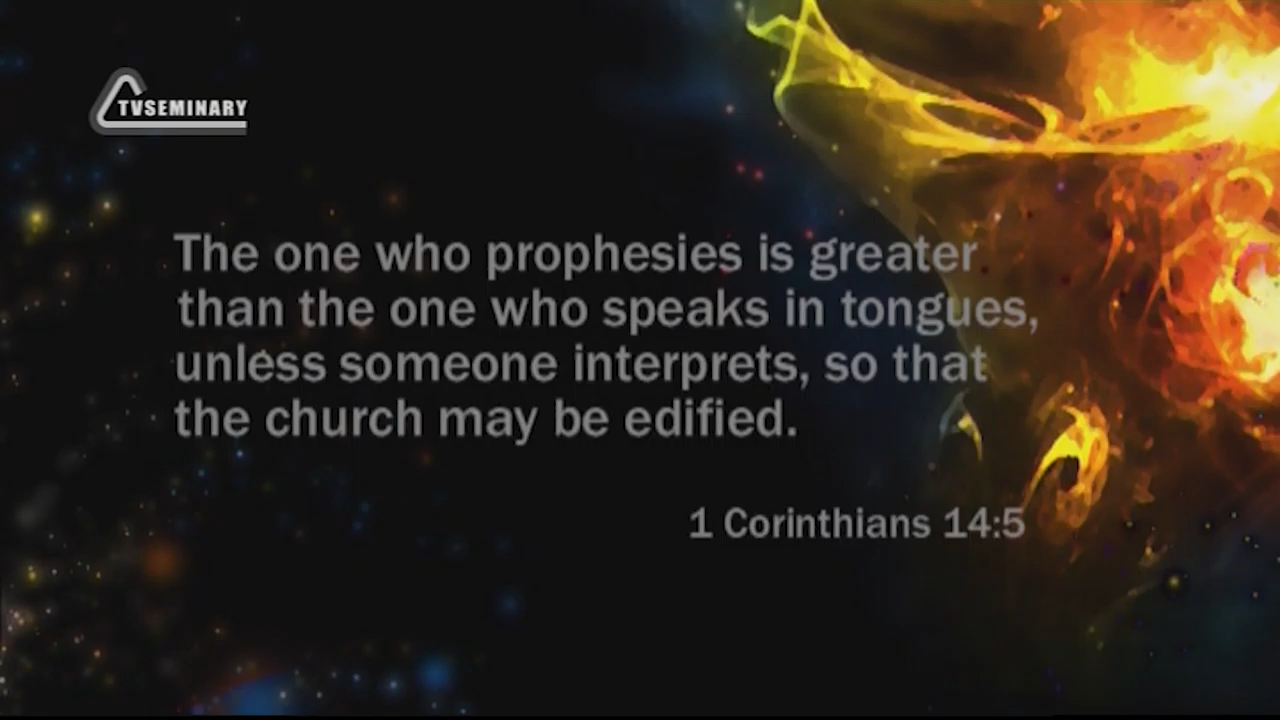 TVSEMINARY
The one who prophesies is greater
than the one who speaks in tongues,
unless someone interprets, so that
the church may be edified.
1 Corinthians 14:5